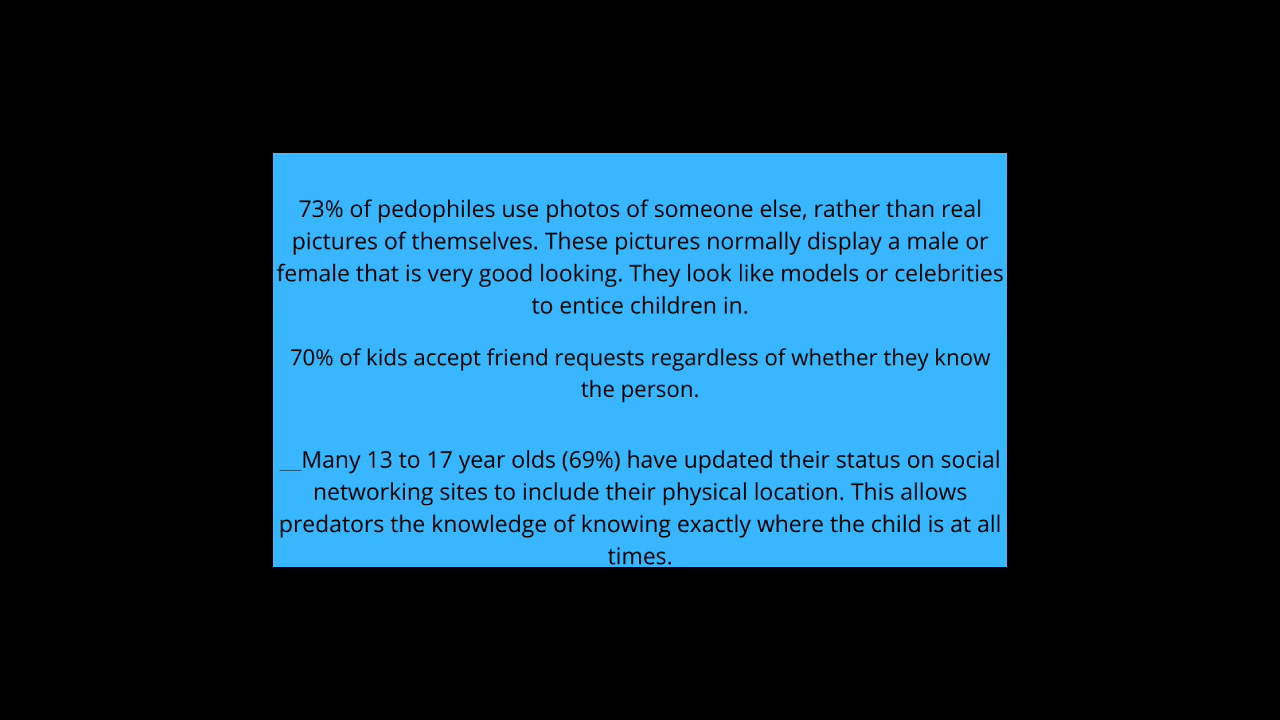 73% of pedophiles use photos of someone else, rather than real
pictures of themselves. These pictures normally display a male or
female that is very good looking. They look like models or celebrities
to entice children in.
70% of kids accept friend requests regardless of whether they know
the person.
__Many 13 to 17 year olds (69%) have updated their status on social
networking sites to include their physical location. This allows
predators the knowledge of knowing exactly where the child is at all
times.